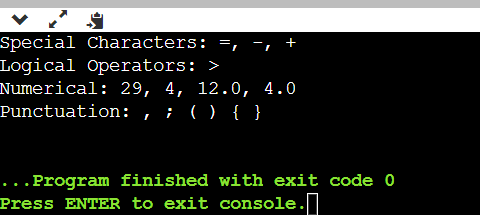 Special Characters: =, -, +
Logical Operators: >
Numerical: 29, 4, 12.0, 4.0
Punctuation: , ; ( ) { }
...Program finished with exit code 0
Press ENTER to exit console.